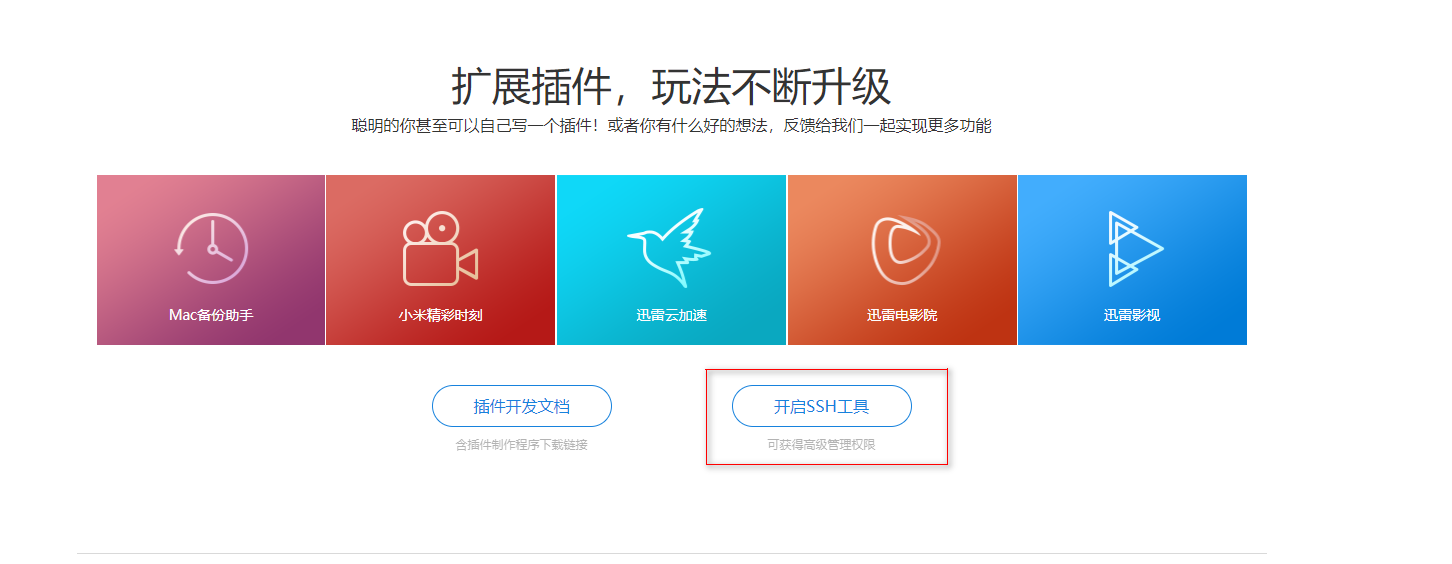 扩展插件，玩法不断升级
聪明的你甚至可以自己写一个插件！或者你有什么好的想法，反馈给我们一起实现更多功能
Mac备份助手
小米精彩时刻
迅雷云加速
迅雷电影院
迅雷影视
插件开发文档
开启SSH工具
含插件制作程序下载链接
可获得高级管理权限